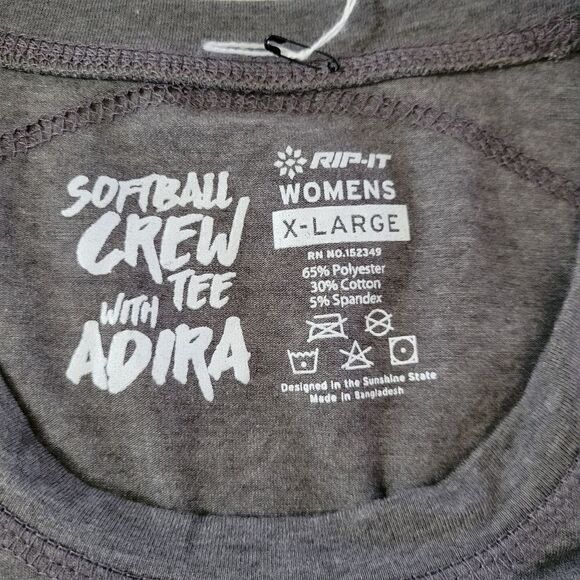 SOFTBALL
CREW
TEE
WITH
ADIRA
RIP-IT
WOMENS
X-LARGE
RN NO.152349
65% Polyester
30% Cotton
5% Spandex
Designed in the Sunshine State
Made in Bangladesh